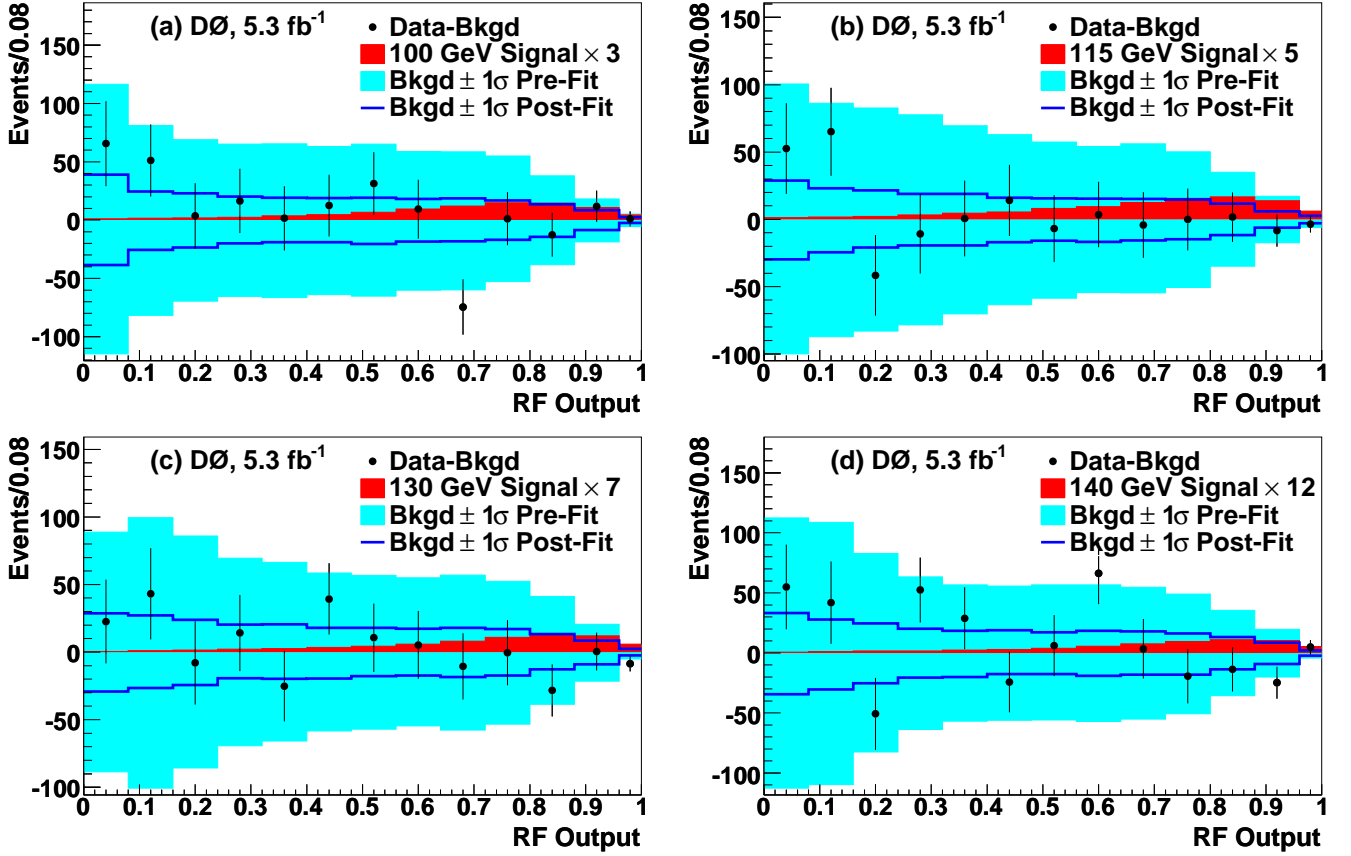 (a) DØ, 5.3 fb⁻¹
Data-Bkgd
100 GeV Signal × 3
Bkgd ± 1σ Pre-Fit
Bkgd ± 1σ Post-Fit
Events/0.08
150
100
50
0
-50
-100
0 0.1 0.2 0.3 0.4 0.5 0.6 0.7 0.8 0.9 1
RF Output
(b) DØ, 5.3 fb⁻¹
Data-Bkgd
115 GeV Signal × 5
Bkgd ± 1σ Pre-Fit
Bkgd ± 1σ Post-Fit
Events/0.08
150
100
50
0
-50
-100
0 0.1 0.2 0.3 0.4 0.5 0.6 0.7 0.8 0.9 1
RF Output
(c) DØ, 5.3 fb⁻¹
Data-Bkgd
130 GeV Signal × 7
Bkgd ± 1σ Pre-Fit
Bkgd ± 1σ Post-Fit
Events/0.08
150
100
50
0
-50
-100
0 0.1 0.2 0.3 0.4 0.5 0.6 0.7 0.8 0.9 1
RF Output
(d) DØ, 5.3 fb⁻¹
Data-Bkgd
140 GeV Signal × 12
Bkgd ± 1σ Pre-Fit
Bkgd ± 1σ Post-Fit
Events/0.08
150
100
50
0
-50
-100
0 0.1 0.2 0.3 0.4 0.5 0.6 0.7 0.8 0.9 1
RF Output